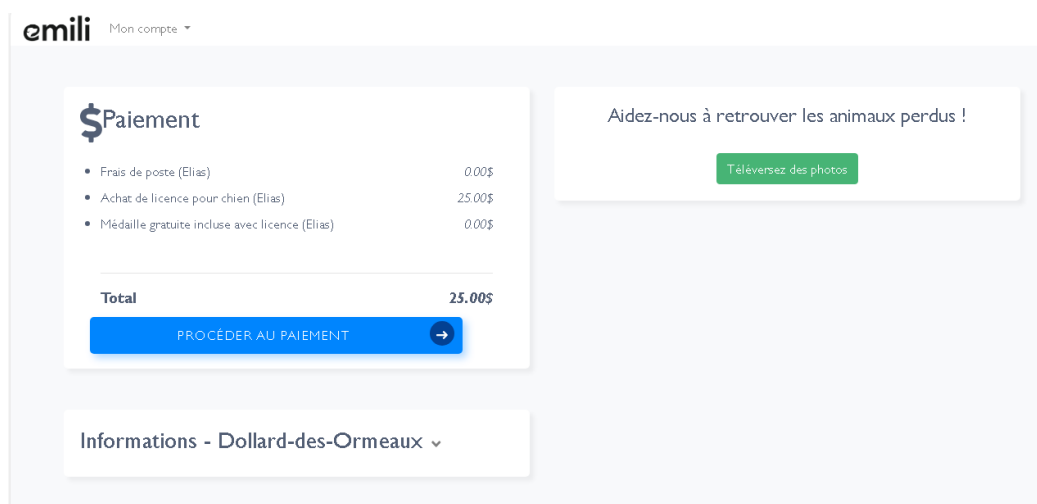 emili Mon compte
$Paiement
Frais de poste (Elias) 0.00$
Achat de licence pour chien (Elias) 25.00$
Médaille gratuite incluse avec licence (Elias) 0.00$
Total 25.00$
PROCÉDER AU PAIEMENT
Informations - Dollard-des-Ormeaux
Aidez-nous à retrouver les animaux perdus !
Téléversez des photos